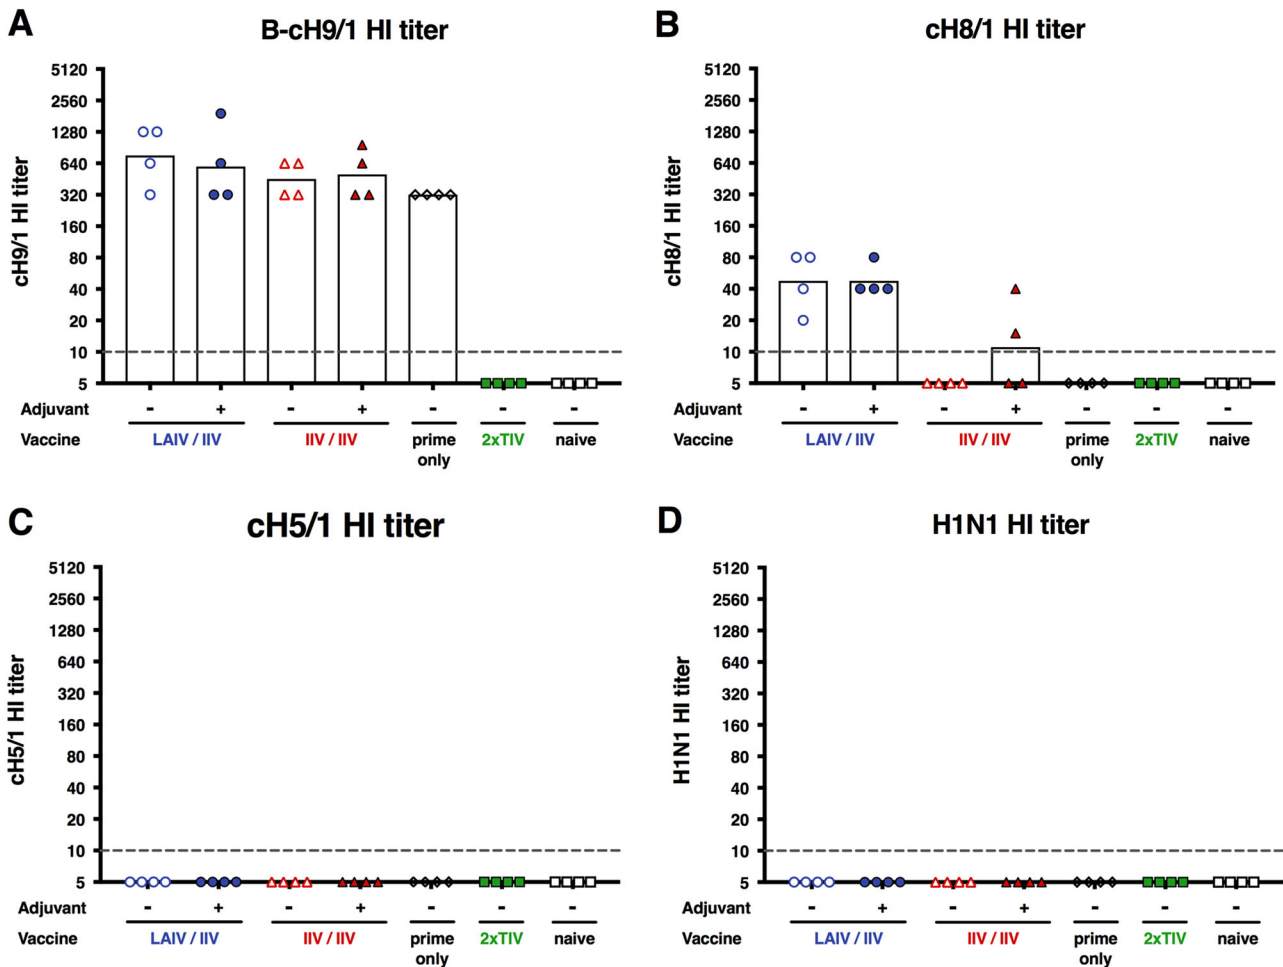 A
B-cH9/1 HI titer
cH9/1 HI titer
5120
2560
1280
640
320
160
80
40
20
10
5
Adjuvant - + - + - - -
Vaccine LAIV / IIV IIV / IIV prime only 2xTIV naive
B
cH8/1 HI titer
cH8/1 HI titer
5120
2560
1280
640
320
160
80
40
20
10
5
Adjuvant - + - + - - -
Vaccine LAIV / IIV IIV / IIV prime only 2xTIV naive
C
cH5/1 HI titer
cH5/1 HI titer
5120
2560
1280
640
320
160
80
40
20
10
5
Adjuvant - + - + - - -
Vaccine LAIV / IIV IIV / IIV prime only 2xTIV naive
D
H1N1 HI titer
H1N1 HI titer
5120
2560
1280
640
320
160
80
40
20
10
5
Adjuvant - + - + - - -
Vaccine LAIV / IIV IIV / IIV prime only 2xTIV naive